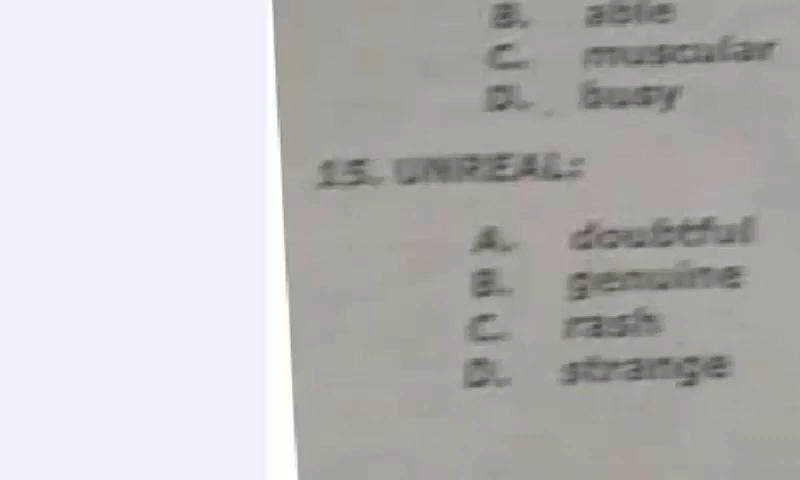 B. able
C. muscular
D. busy
15. UNREAL:
A. doubtful
B. genuine
C. rash
D. strange